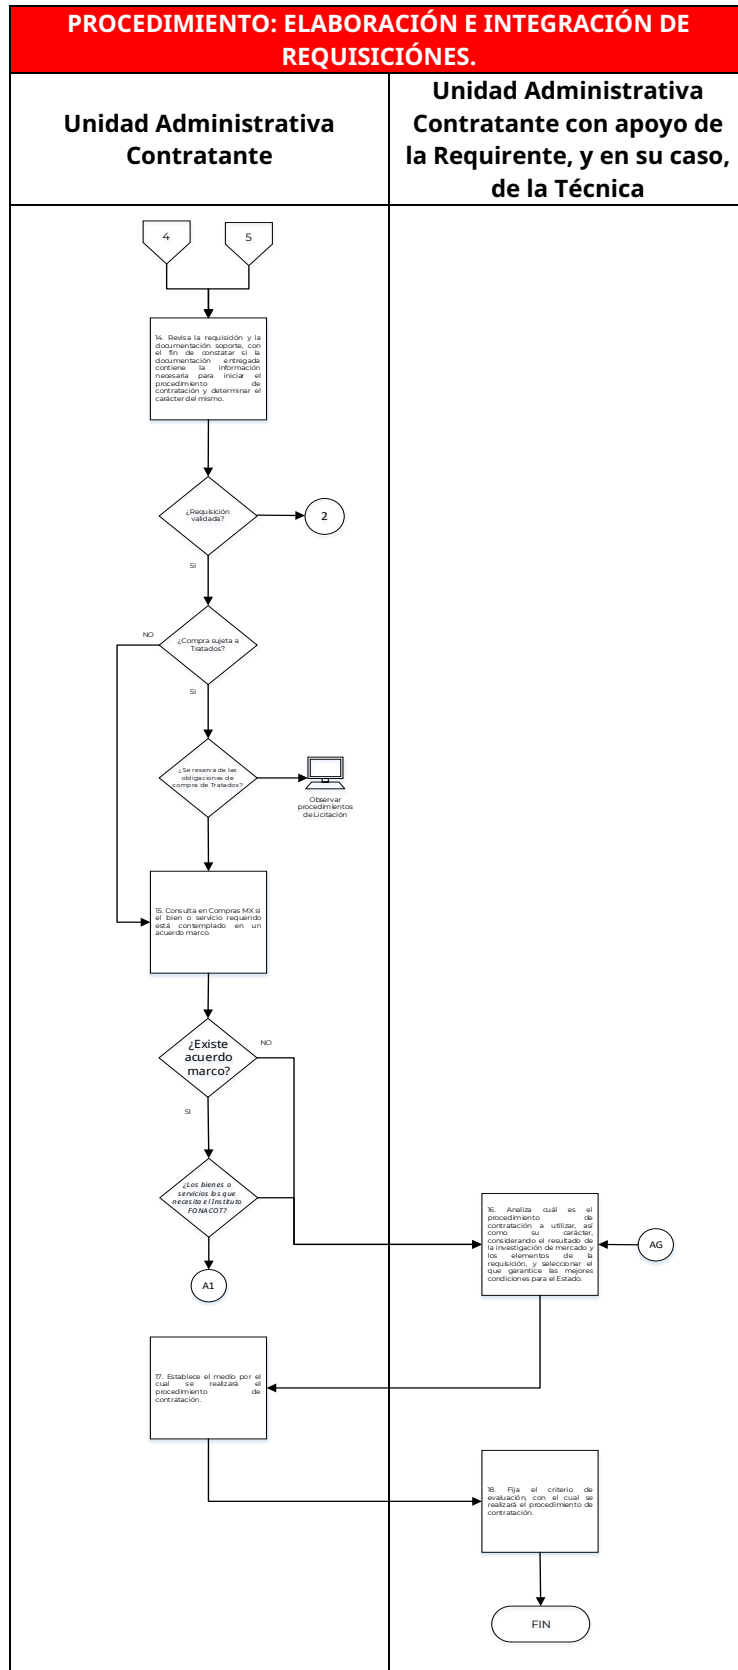 PROCEDIMIENTO: ELABORACIÓN E INTEGRACIÓN DE
REQUISICIÓNES.
Unidad Administrativa
Contratante
Unidad Administrativa
Contratante con apoyo de
la Requirente, y en su caso,
de la Técnica
4
5
14. Revisa la requisición y la
documentación soporte, con
el fin de constatar si la
documentación entregada
contiene la información
necesaria para iniciar el
procedimiento de
contratación y determinar el
carácter del mismo.
¿Requisición
validada?
2
SI
¿Compra sujeta a
Tratados?
NO
SI
¿Se reserva de las
obligaciones de
compra de Tratados?
Observar
procedimientos
de Licitación
15. Consulta en Compras MX si
el bien o servicio requerido
está contemplado en un
acuerdo marco.
¿Existe
acuerdo
marco?
NO
SI
¿Los bienes o
servicios los que
necesita el Instituto
FONACOT?
A1
16. Analiza cuál es el
procedimiento de
contratación a utilizar, así
como su carácter,
considerando el resultado de
la investigación de mercado y
los elementos de la
requisición, y seleccionar el
que garantice las mejores
condiciones para el Estado.
AG
17. Establece el medio por el
cual se realizará el
procedimiento de
contratación.
18. Fija el criterio de
evaluación, con el cual se
realizará el procedimiento de
contratación.
FIN